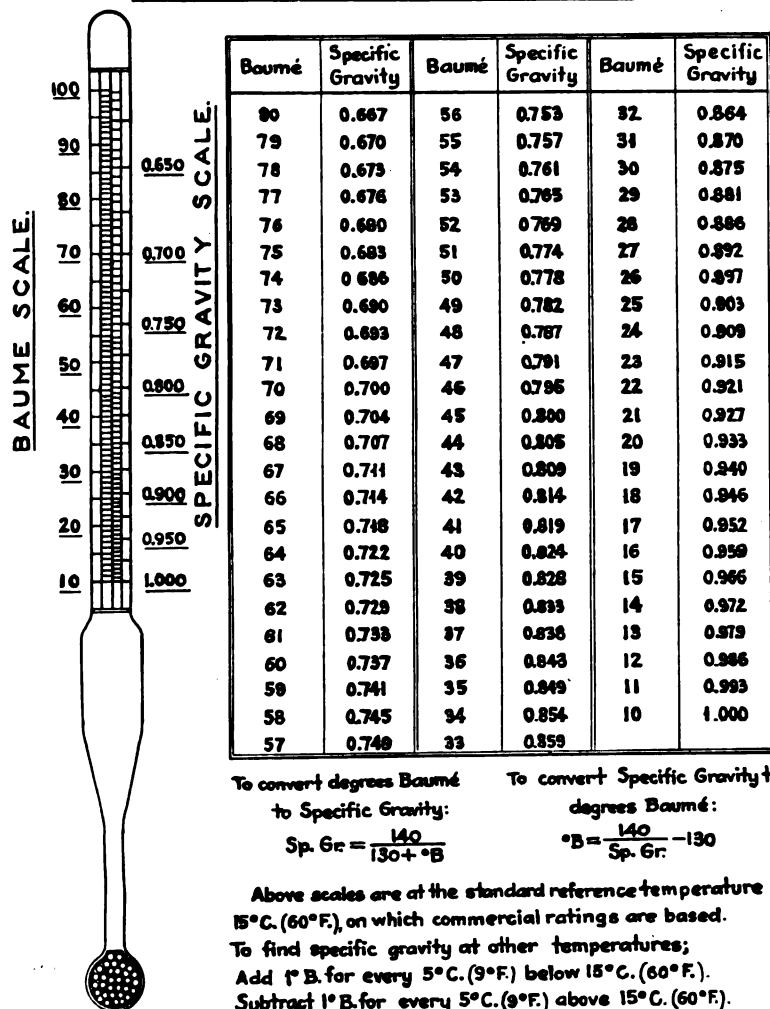 BAUME SCALE.
100
90
80
70
60
50
40
30
20
10
0.650
0.700
0.750
0.800
0.850
0.900
0.950
1.000
SPECIFIC GRAVITY SCALE.
Baumé Specific Gravity Baumé Specific Gravity Baumé Specific Gravity
80 0.667 56 0.753 32 0.864
79 0.670 55 0.757 31 0.870
78 0.673 54 0.761 30 0.875
77 0.676 53 0.765 29 0.881
76 0.680 52 0 769 28 0.886
75 0.683 51 0.774 27 0.892
74 0 686 50 0.778 26 0.897
73 0.690 49 0.782 25 0.903
72 0.693 48 0.787 24 0.909
71 0.697 47 0.791 23 0.915
70 0.700 46 0.795 22 0.921
69 0.704 45 0.800 21 0.927
68 0.707 44 0.805 20 0.933
67 0.711 43 0.809 19 0.940
66 0.714 42 0.814 18 0.946
65 0.718 41 0.819 17 0.952
64 0.722 40 0.824 16 0.959
63 0.725 39 0.828 15 0.966
62 0.729 38 0.833 14 0.972
61 0.733 37 0.838 13 0.979
60 0.737 36 0.843 12 0.986
59 0.741 35 0.849 11 0.993
58 0.745 34 0.854 10 1.000
57 0.749 33 0.859
To convert degrees Baumé
to Specific Gravity:
Sp. Gr. = 140 / 130 + °B
To convert Specific Gravity t
degrees Baumé:
°B = 140 / Sp. Gr. - 130
Above scales are at the standard reference temperature
15°C. (60°F.), on which commercial ratings are based.
To find specific gravity at other temperatures;
Add 1° B. for every 5°C. (9°F.) below 15°C. (60°F.).
Subtract 1° B. for every 5°C. (9°F.) above 15°C. (60°F.).